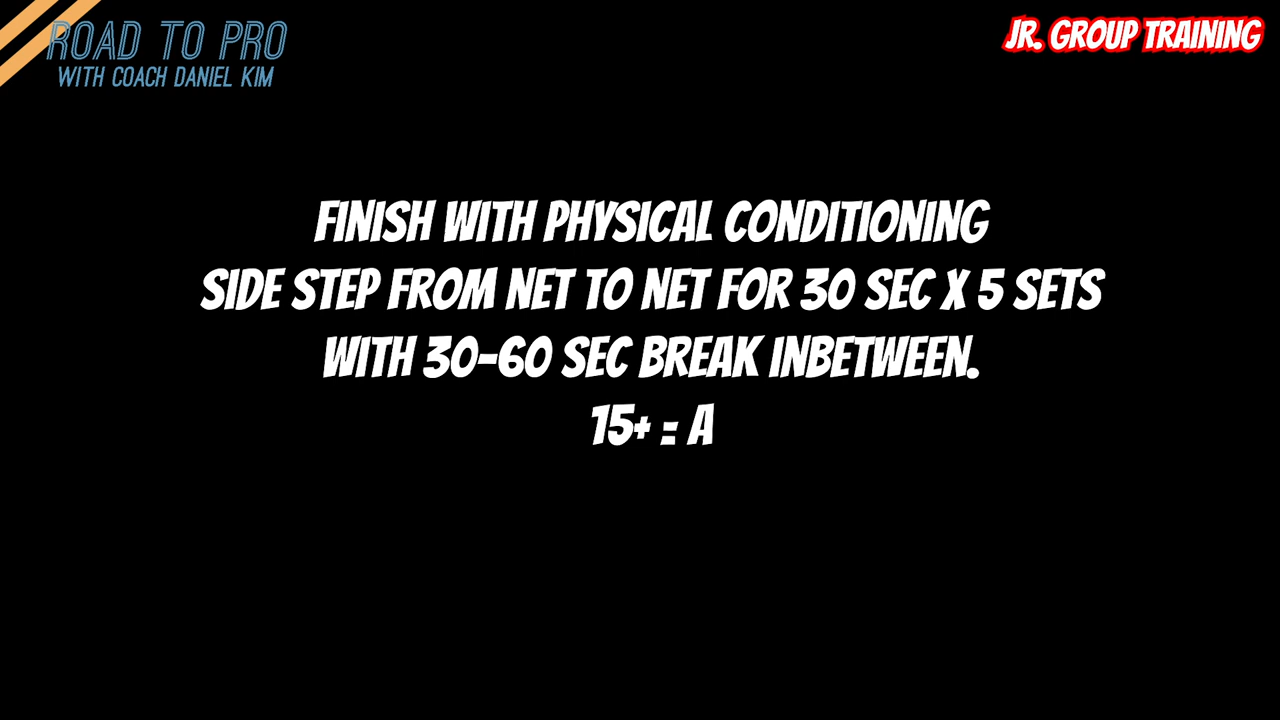 ROAD TO PRO
WITH COACH DANIEL KIM
JR. GROUP TRAINING
FINISH WITH PHYSICAL CONDITIONING
SIDE STEP FROM NET TO NET FOR 30 SEC X 5 SETS
WITH 30-60 SEC BREAK INBETWEEN.
15+ = A